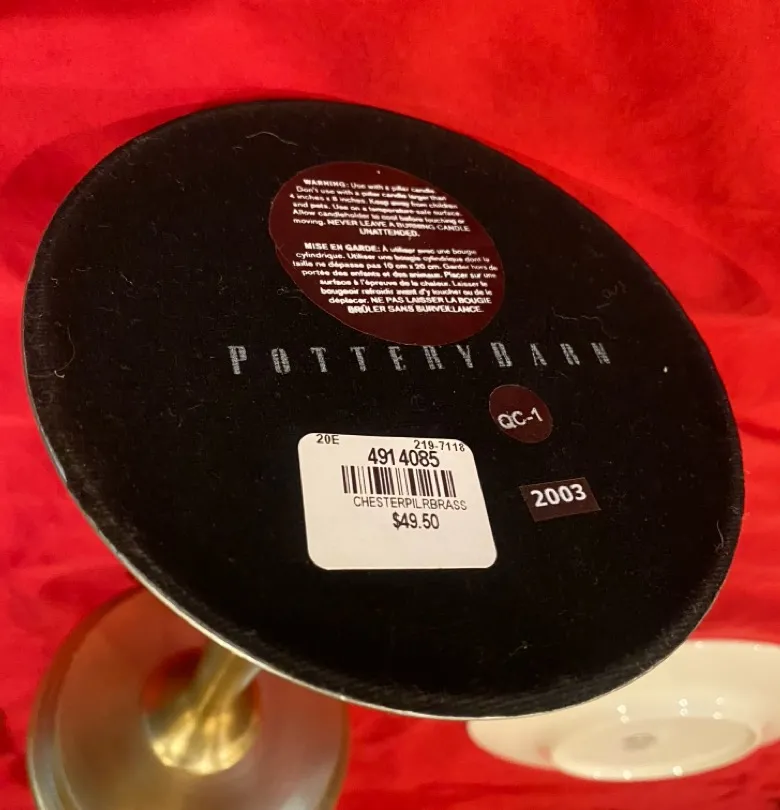 WARNING: Use with a pillar candle.
Don't use with a pillar candle larger than
4 inches x 8 inches. Keep away from children
and pets. Use on a temperature-safe surface.
Allow candleholder to cool before touching or
moving. NEVER LEAVE A BURNING CANDLE
UNATTENDED.
MISE EN GARDE: À utiliser avec une bougie
cylindrique. Utiliser une bougie cylindrique dont la
taille ne dépasse pas 10 cm x 20 cm. Garder hors de
portée des enfants et des animaux. Placer sur une
surface à l'épreuve de la chaleur. Laisser le
bougeoir refroidir avant d'y toucher ou de le
déplacer. NE PAS LAISSER LA BOUGIE
BRÛLER SANS SURVEILLANCE.
POTTERYBARN
QC-1
20E 219-7118
4914085
CHESTERPILRBRASS
$49.50
2003